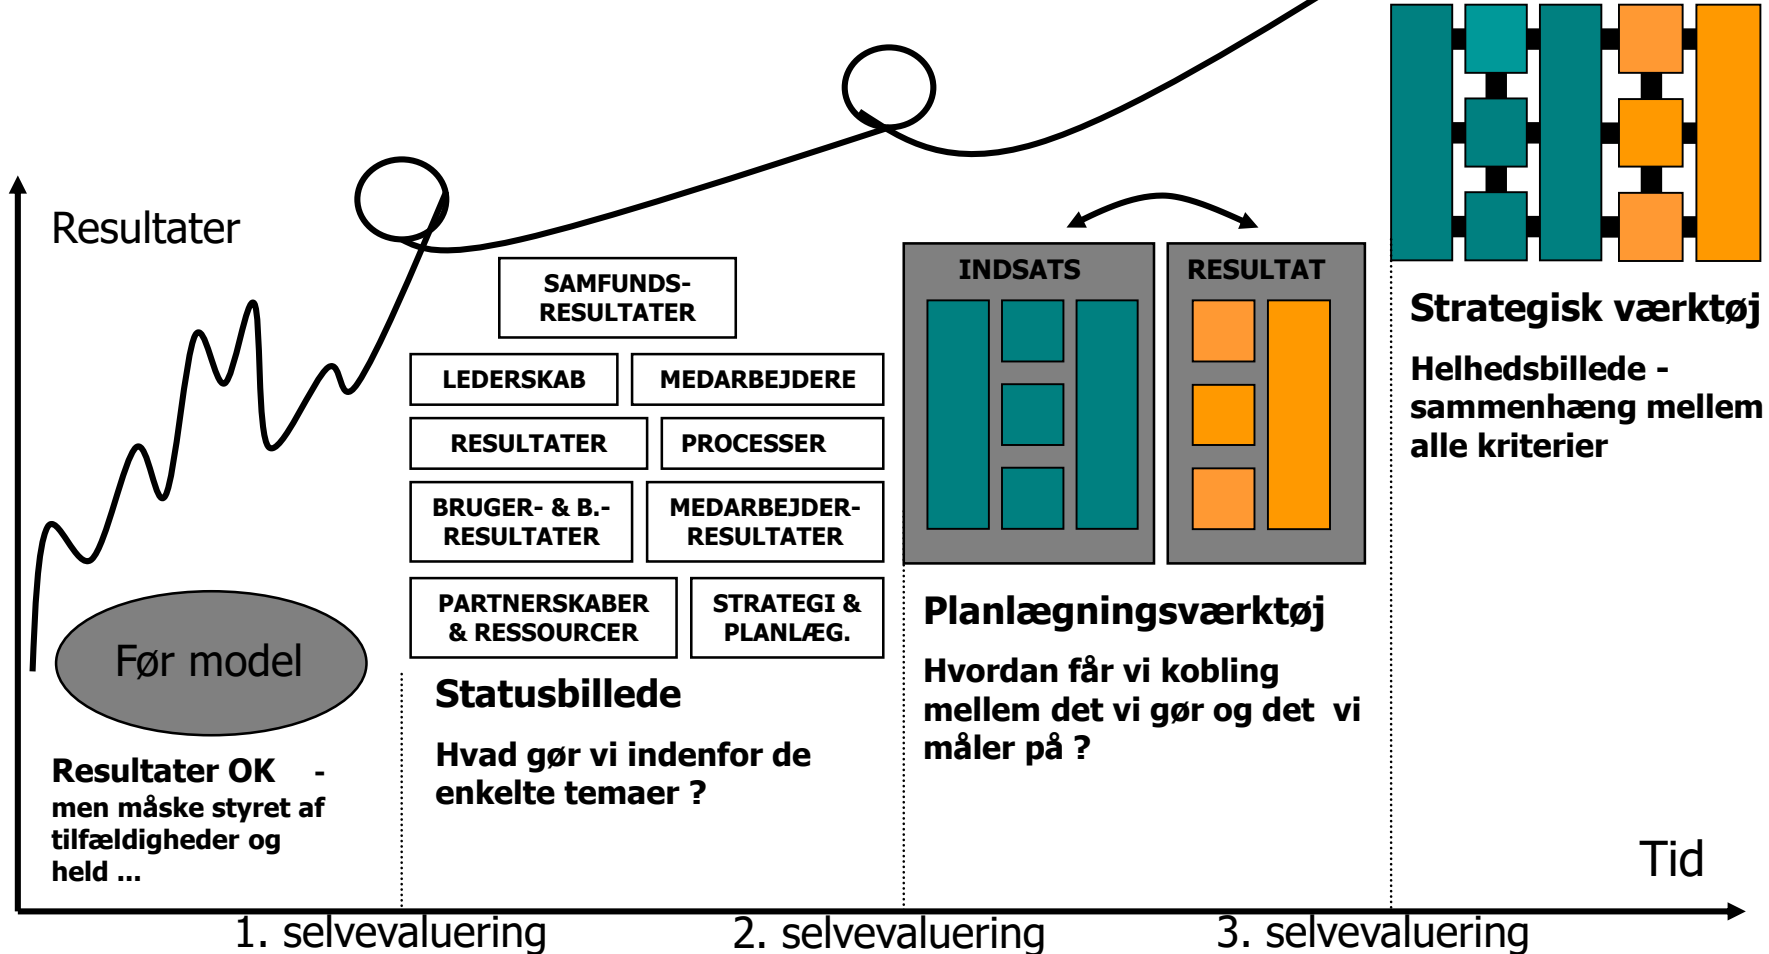 Resultater
Før model
Resultater OK -
men måske styret af
tilfældigheder og
held ...
SAMFUNDS-
RESULTATER
LEDERSKAB
MEDARBEJDERE
RESULTATER
PROCESSER
BRUGER- & B.-
RESULTATER
MEDARBEJDER-
RESULTATER
PARTNERSKABER
& RESSOURCER
STRATEGI &
PLANLÆG.
Statusbillede
Hvad gør vi indenfor de
enkelte temaer ?
INDSATS
RESULTAT
Planlægningsværktøj
Hvordan får vi kobling
mellem det vi gør og det vi
måler på ?
Strategisk værktøj
Helhedsbillede -
sammenhæng mellem
alle kriterier
Tid
1. selvevaluering
2. selvevaluering
3. selvevaluering